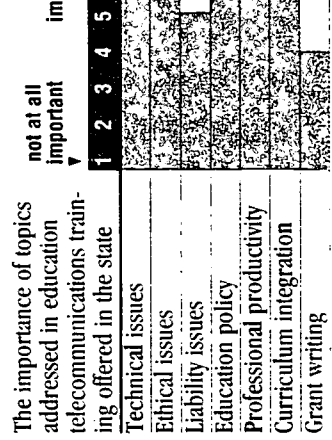 The importance of topics
addressed in education
telecommunications train-
ing offered in the state
not at all
important
im
▼
1 2 3 4 5
Technical issues
Ethical issues
Liability issues
Education policy
Professional productivity
Curriculum integration
Grant writing